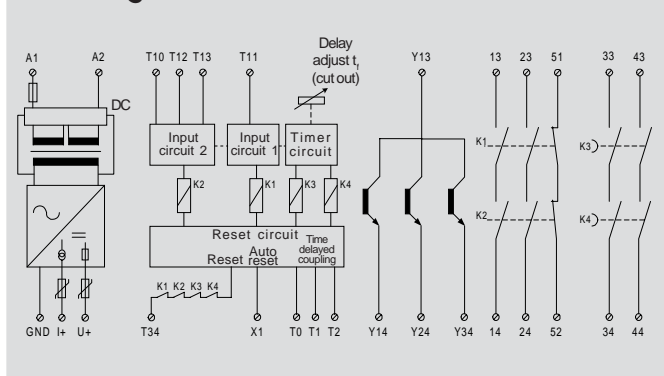 Delay
adjust tf
(cut out)
A1 A2 T10 T12 T13 T11 Y13 13 23 51 33 43
DC
Input
circuit 2
Input
circuit 1
Timer
circuit
K1 K3
K2 K1 K3 K4
K2 K4
Reset circuit
Time
delayed
coupling
Auto
Reset reset
K1 K2 K3 K4
GND I+ U+ T34 X1 T0 T1 T2 Y14 Y24 Y34 14 24 52 34 44